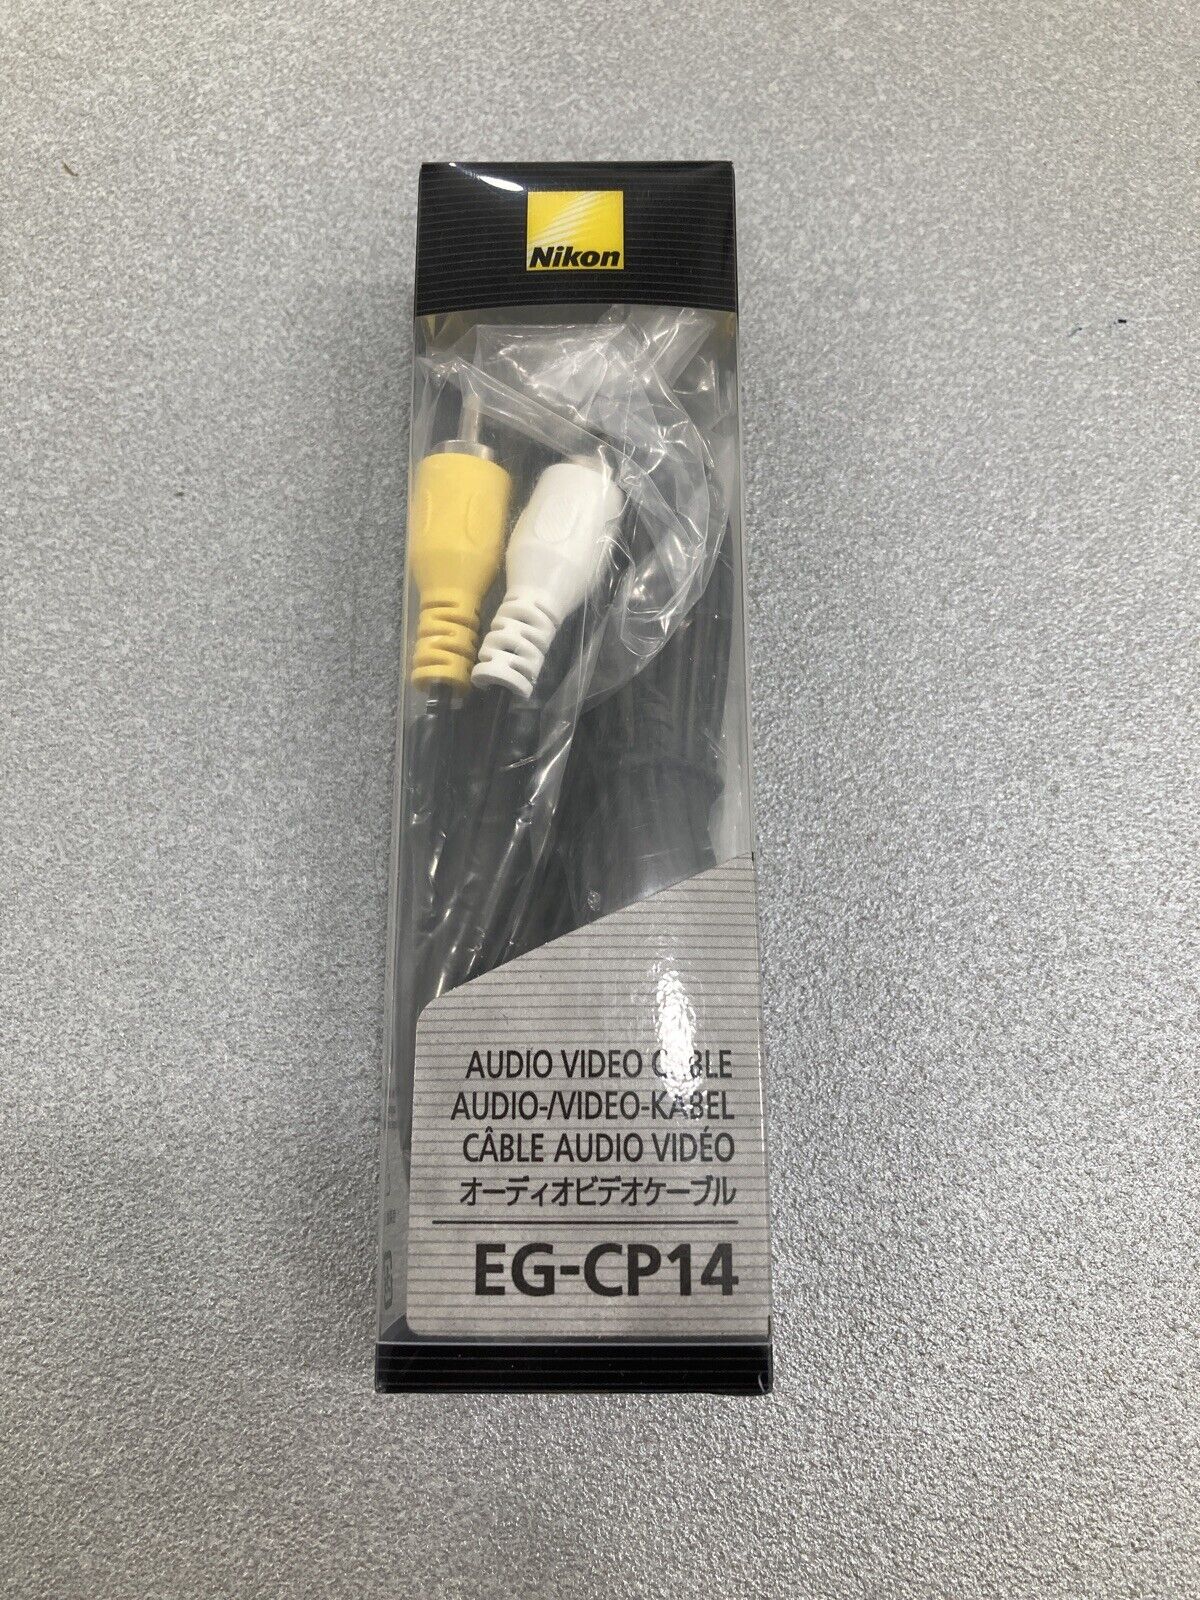 Nikon
AUDIO VIDEO CABLE
AUDIO-/VIDEO-KABEL
CÂBLE AUDIO VIDÉO
オーディオビデオケーブル
EG-CP14